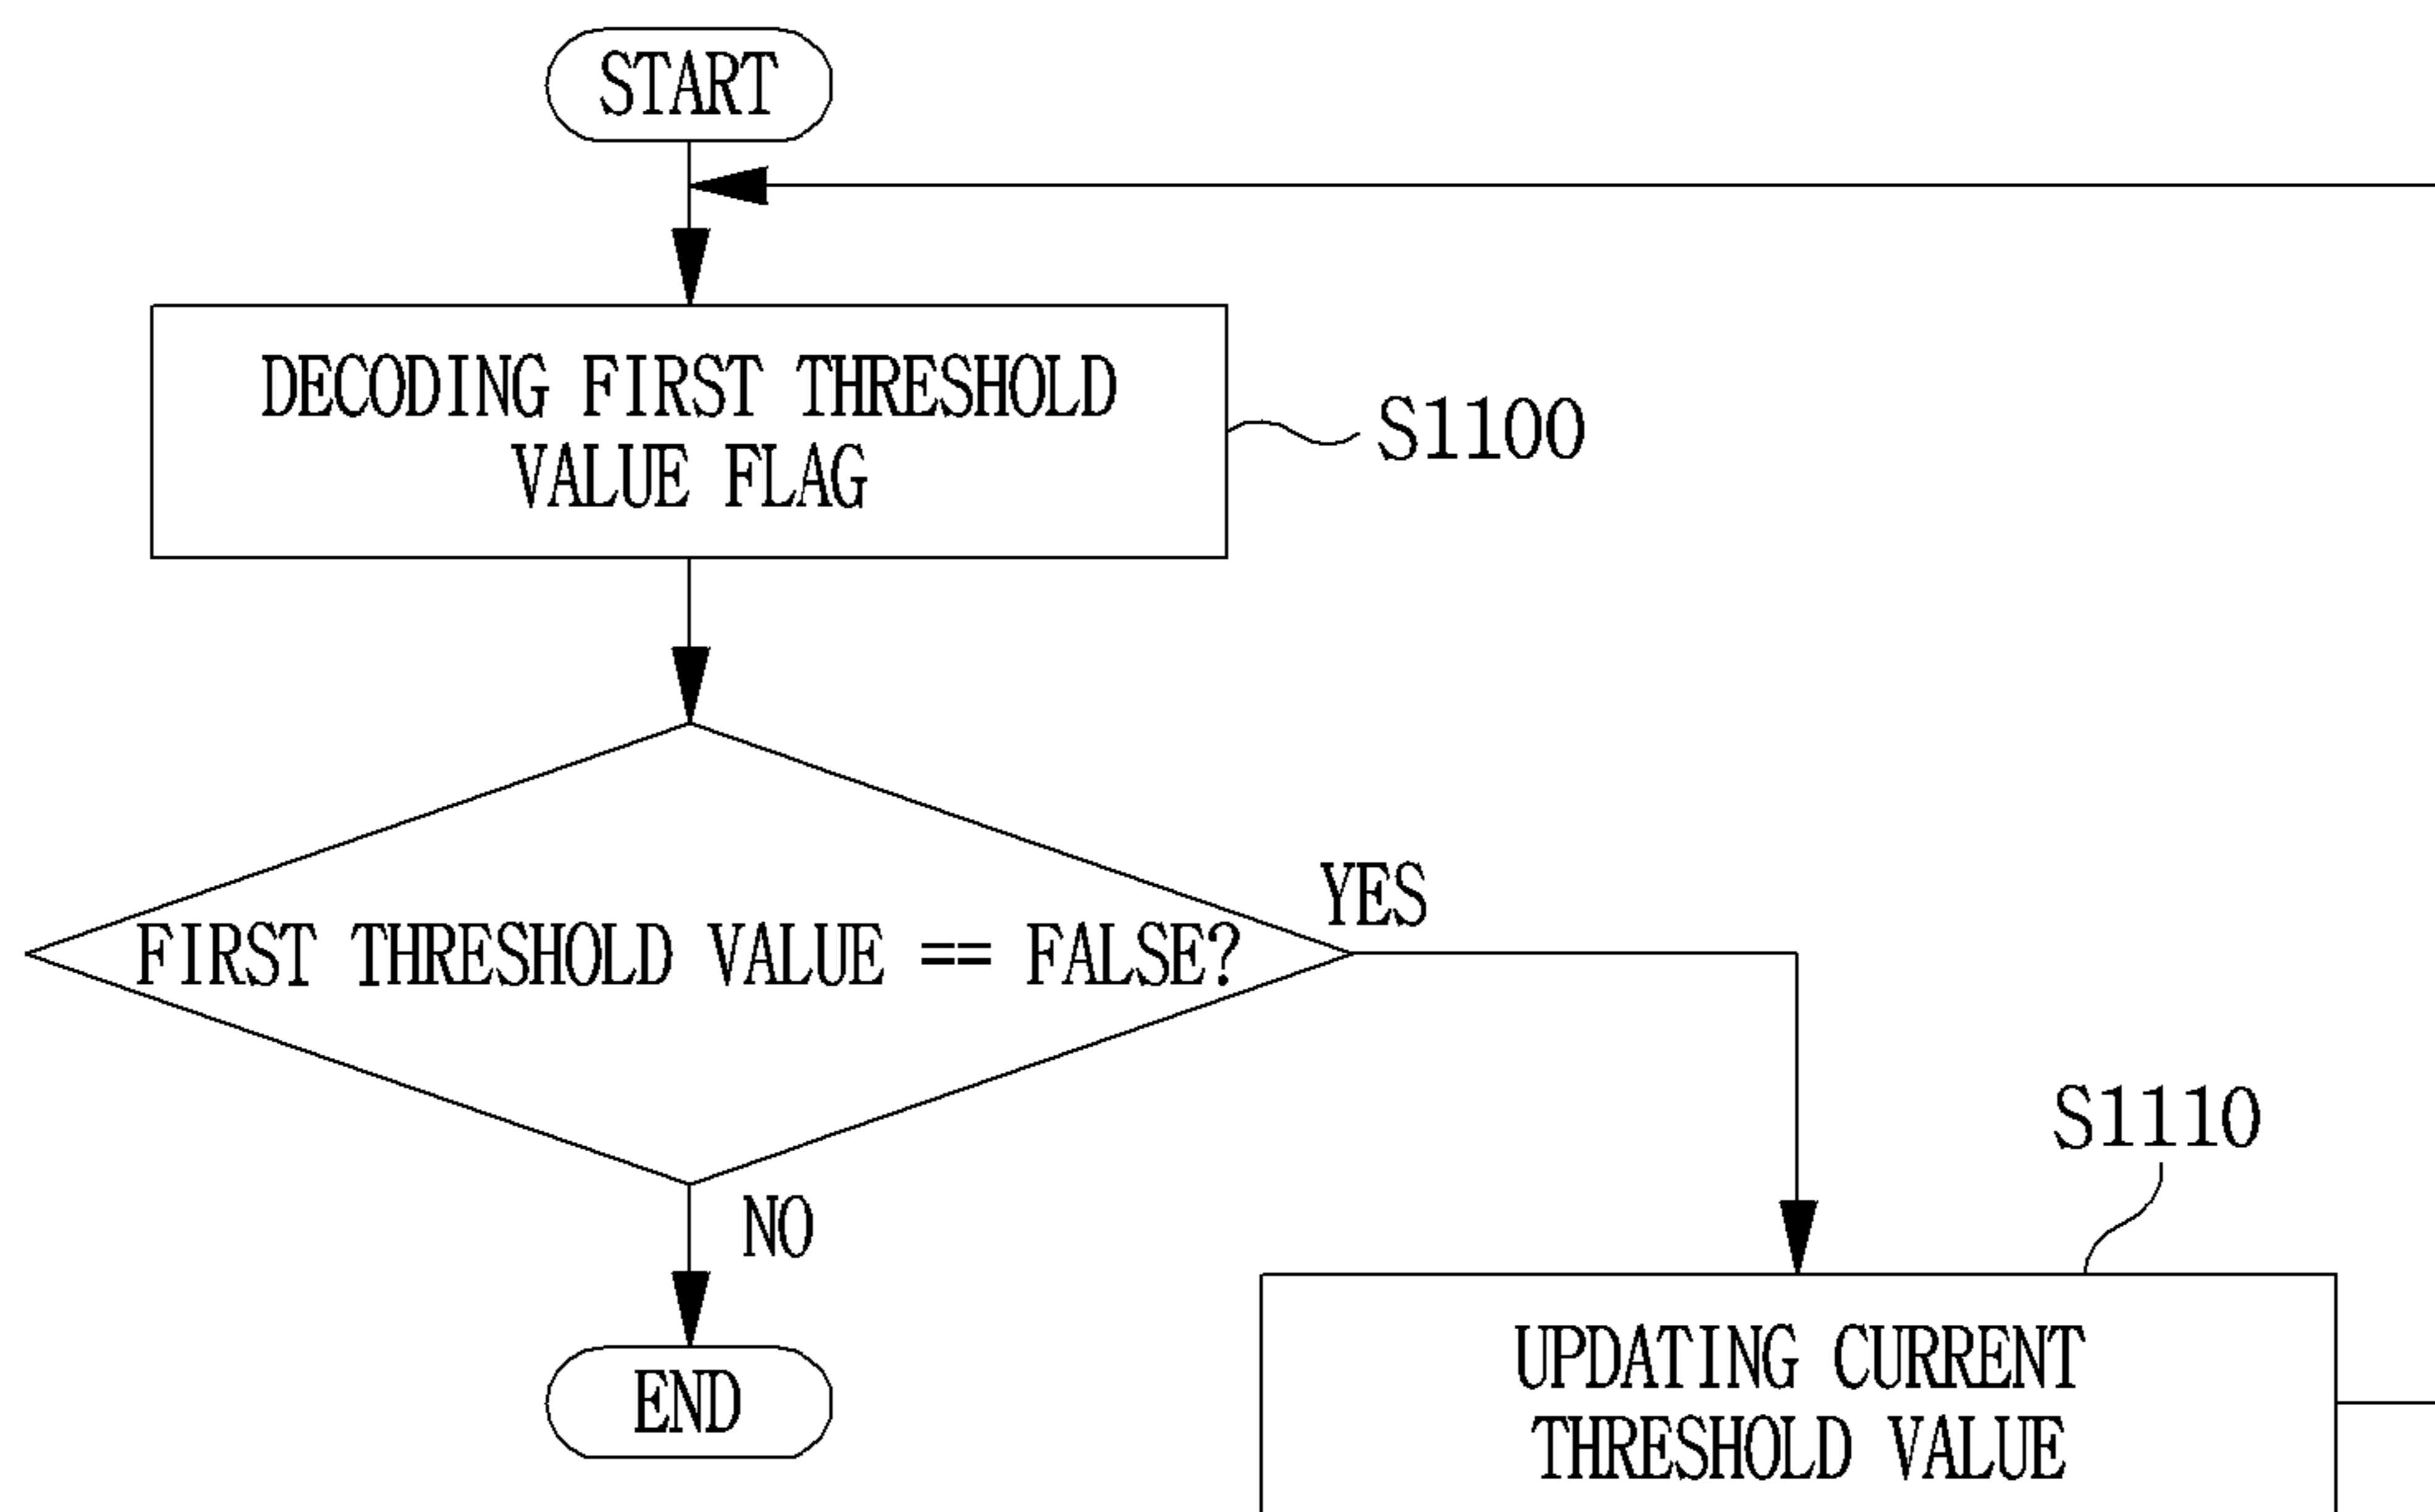 START
DECODING FIRST THRESHOLD
VALUE FLAG
S1100
FIRST THRESHOLD VALUE == FALSE?
YES
NO
END
S1110
UPDATING CURRENT
THRESHOLD VALUE